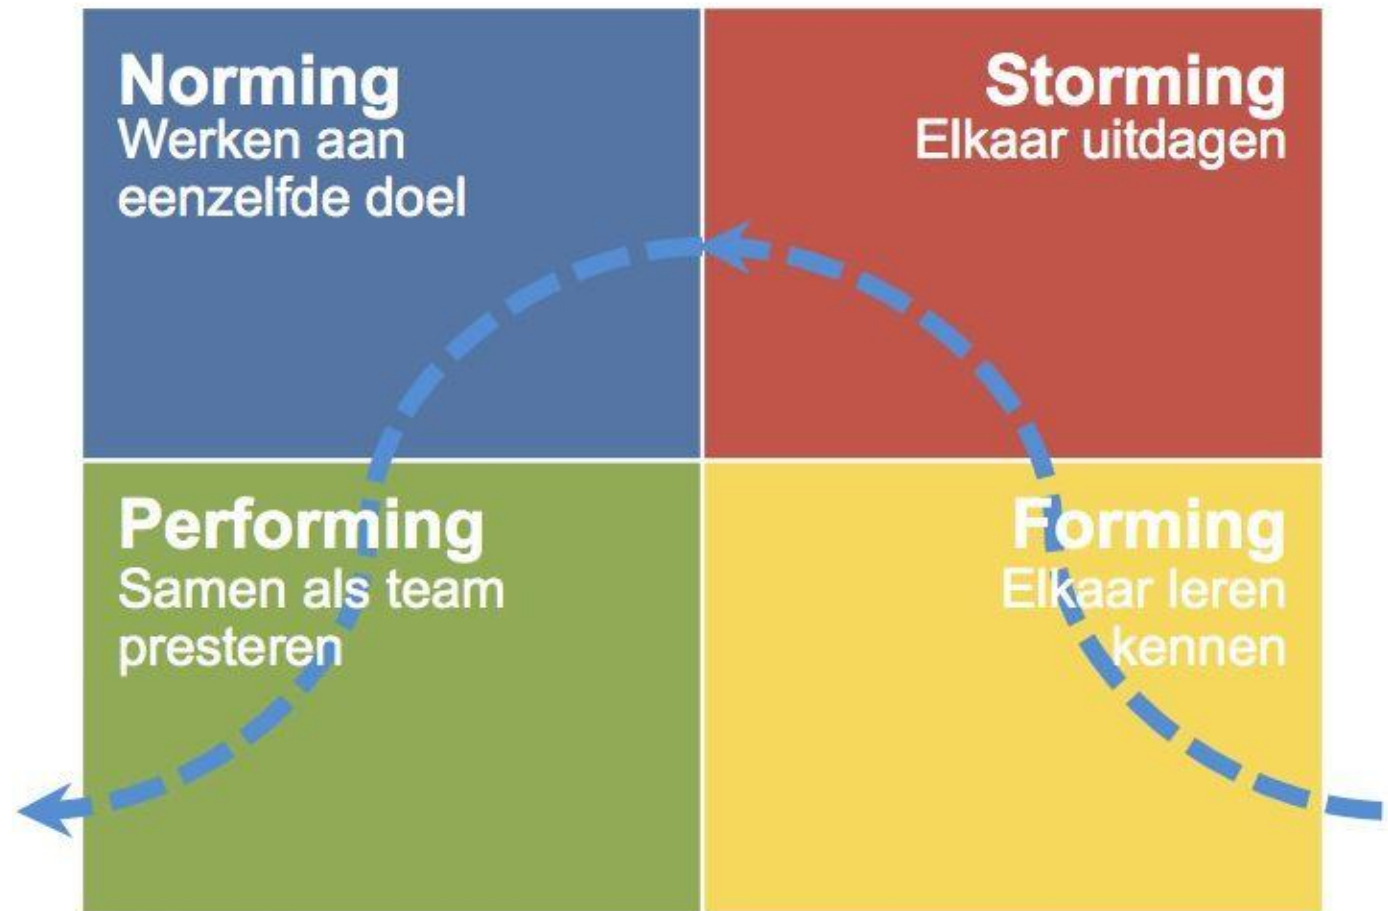 Norming
Werken aan
eenzelfde doel
Storming
Elkaar uitdagen
Performing
Samen als team
presteren
Forming
Elkaar leren
kennen